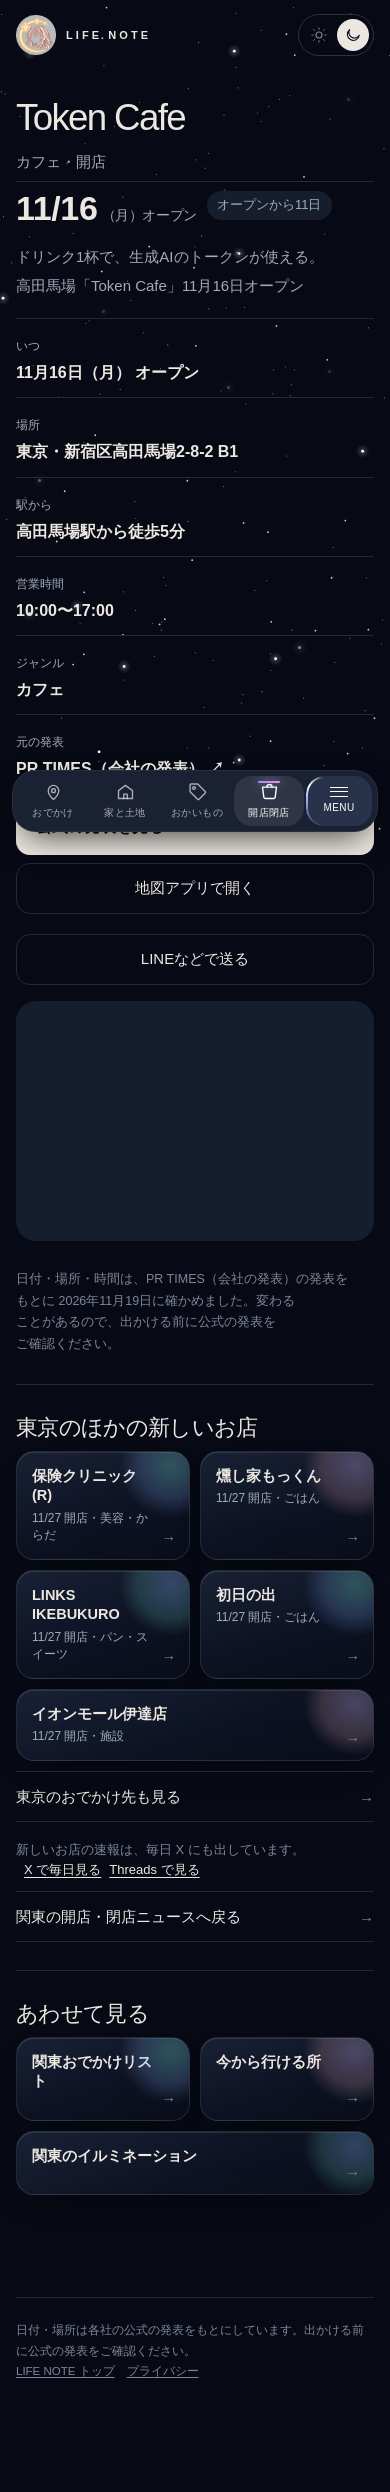 LIFE.NOTE
Token Cafe
カフェ・開店
11/16 （月）オープン オープンから11日
ドリンク1杯で、生成AIのトークンが使える。
高田馬場「Token Cafe」11月16日オープン
いつ
11月16日（月） オープン
場所
東京・新宿区高田馬場2-8-2 B1
駅から
高田馬場駅から徒歩5分
営業時間
10:00〜17:00
ジャンル
カフェ
元の発表
PR TIMES（会社の発表） ↗
おでかけ
家と土地
おかいもの
開店閉店
MENU
地図アプリで開く
LINEなどで送る
日付・場所・時間は、PR TIMES（会社の発表）の発表を
もとに 2026年11月19日に確かめました。変わる
ことがあるので、出かける前に公式の発表を
ご確認ください。
東京のほかの新しいお店
保険クリニック
(R)
11/27 開店・美容・か
らだ
→
燻し家もっくん
11/27 開店・ごはん
→
LINKS
IKEBUKURO
11/27 開店・パン・ス
イーツ
→
初日の出
11/27 開店・ごはん
→
イオンモール伊達店
11/27 開店・施設
→
東京のおでかけ先も見る →
新しいお店の速報は、毎日 X にも出しています。
X で毎日見る Threads で見る
関東の開店・閉店ニュースへ戻る →
あわせて見る
関東おでかけリス
ト
→
今から行ける所
→
関東のイルミネーション
→
日付・場所は各社の公式の発表をもとにしています。出かける前
に公式の発表をご確認ください。
LIFE NOTE トップ プライバシー